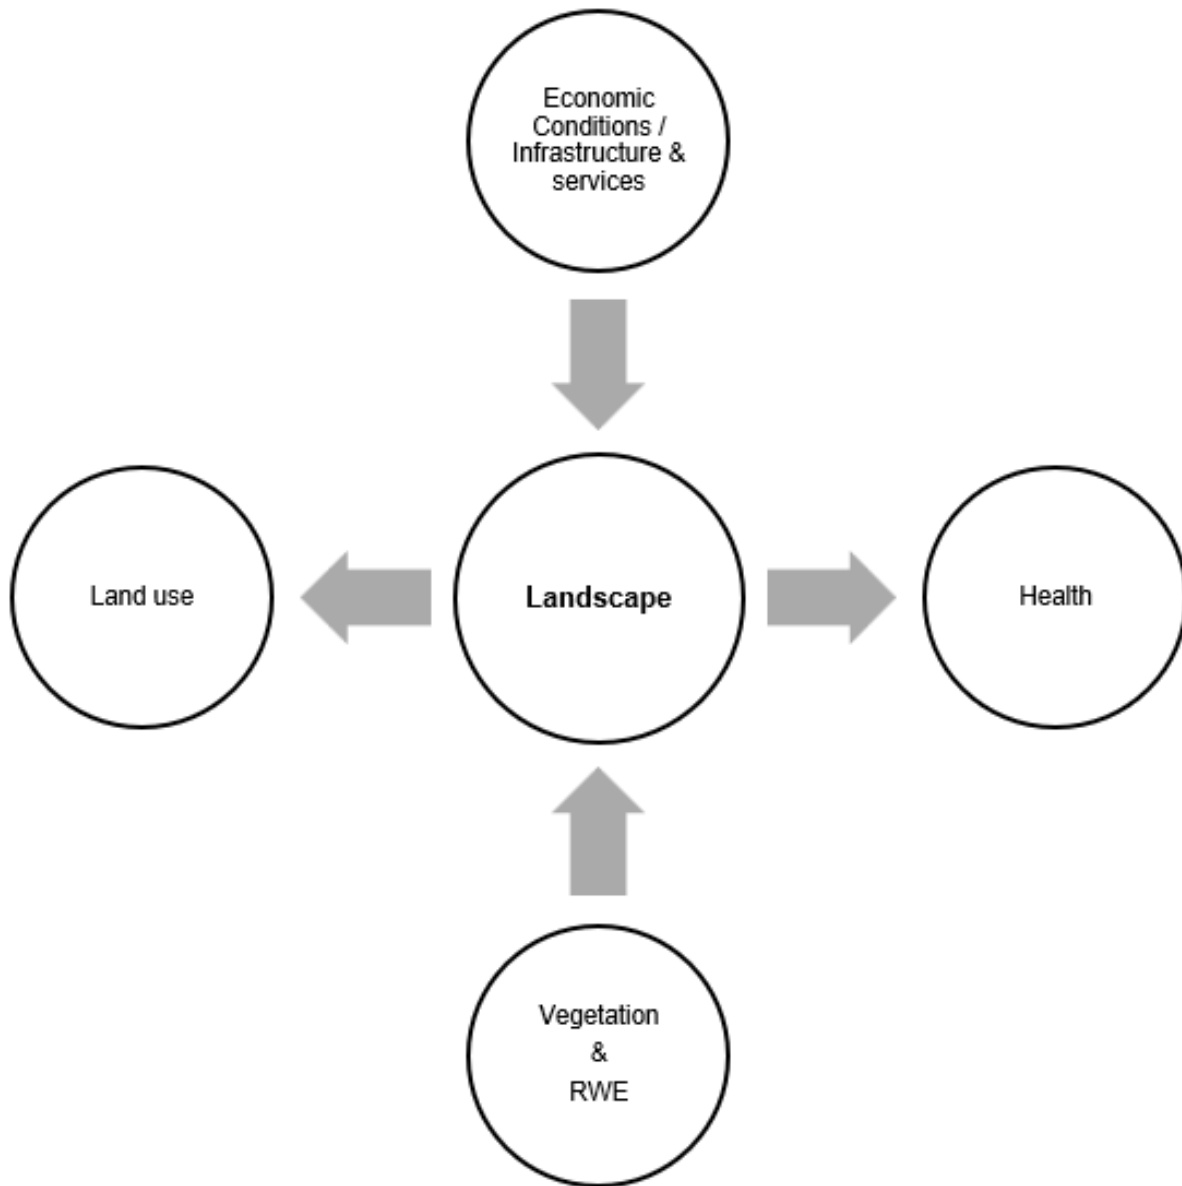 Economic
Conditions /
Infrastructure &
services
Land use
Landscape
Health
Vegetation
&
RWE